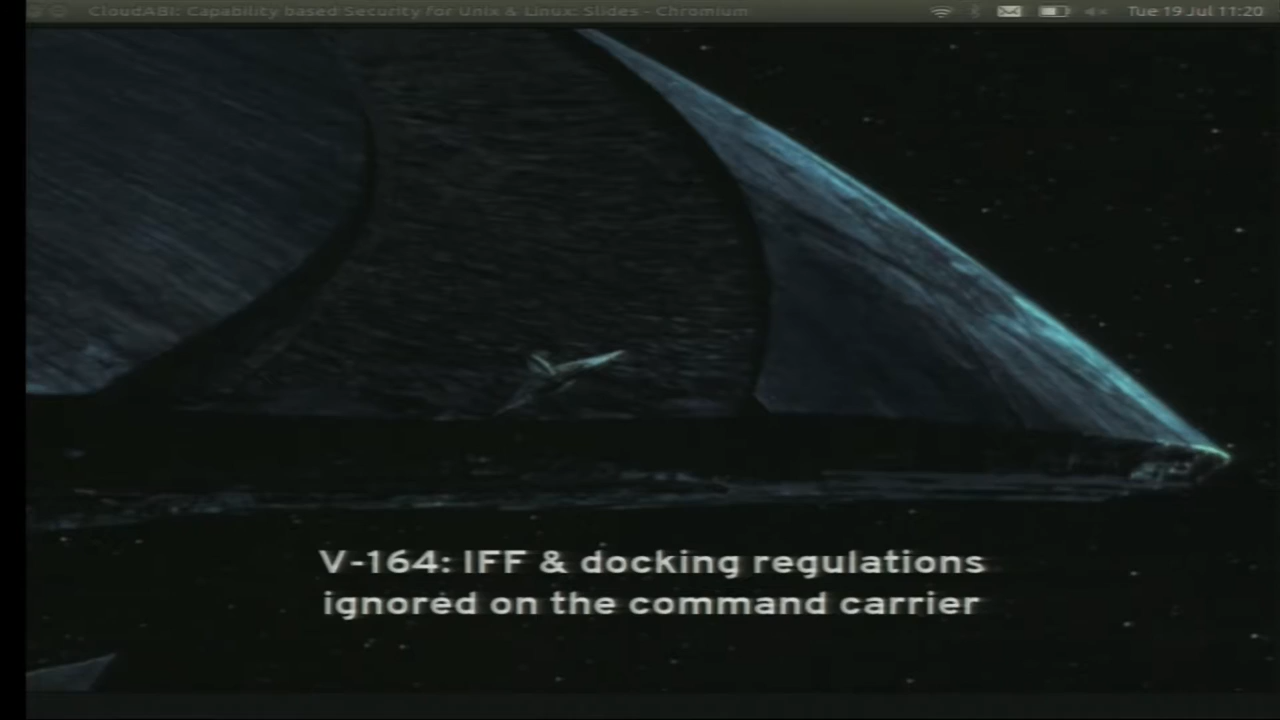 CloudABI: Capability based Security for Unix & Linux: Slides - Chromium
Tue 19 Jul 11:20
V-164: IFF & docking regulations
ignored on the command carrier